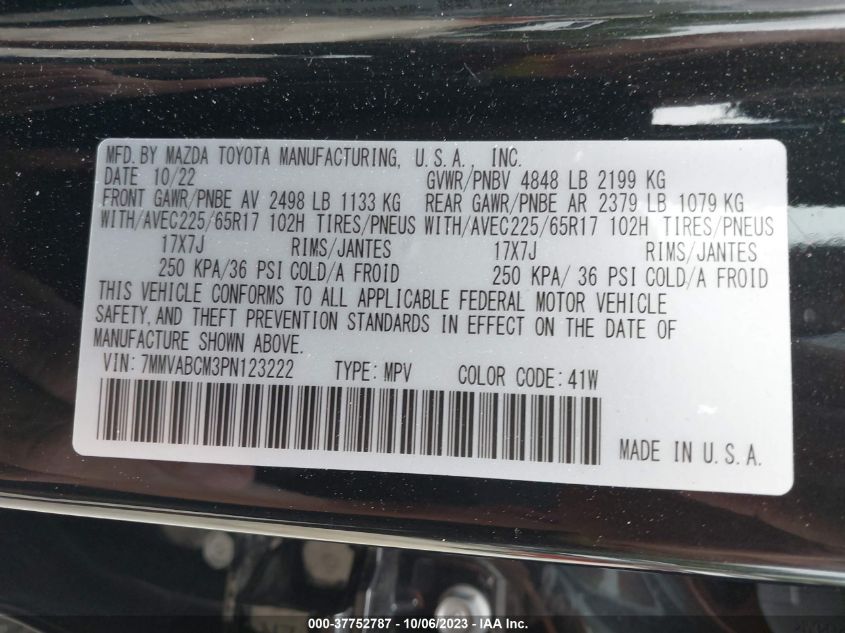 MFD. BY MAZDA TOYOTA MANUFACTURING, U.S.A., INC.
DATE 10/22 GVWR/PNBV 4848 LB 2199 KG
FRONT GAWR/PNBE AV 2498 LB 1133 KG REAR GAWR/PNBE AR 2379 LB 1079 KG
WITH/AVEC225/65R17 102H TIRES/PNEUS WITH/AVEC225/65R17 102H TIRES/PNEUS
17X7J RIMS/JANTES 17X7J RIMS/JANTES
250 KPA/36 PSI COLD/A FROID 250 KPA/ 36 PSI COLD/A FROID
THIS VEHICLE CONFORMS TO ALL APPLICABLE FEDERAL MOTOR VEHICLE
SAFETY, AND THEFT PREVENTION STANDARDS IN EFFECT ON THE DATE OF
MANUFACTURE SHOWN ABOVE.
VIN: 7MMVABCM3PN123222 TYPE: MPV COLOR CODE: 41W
MADE IN U.S.A.
000-37752787 - 10/06/2023 - IAA Inc.